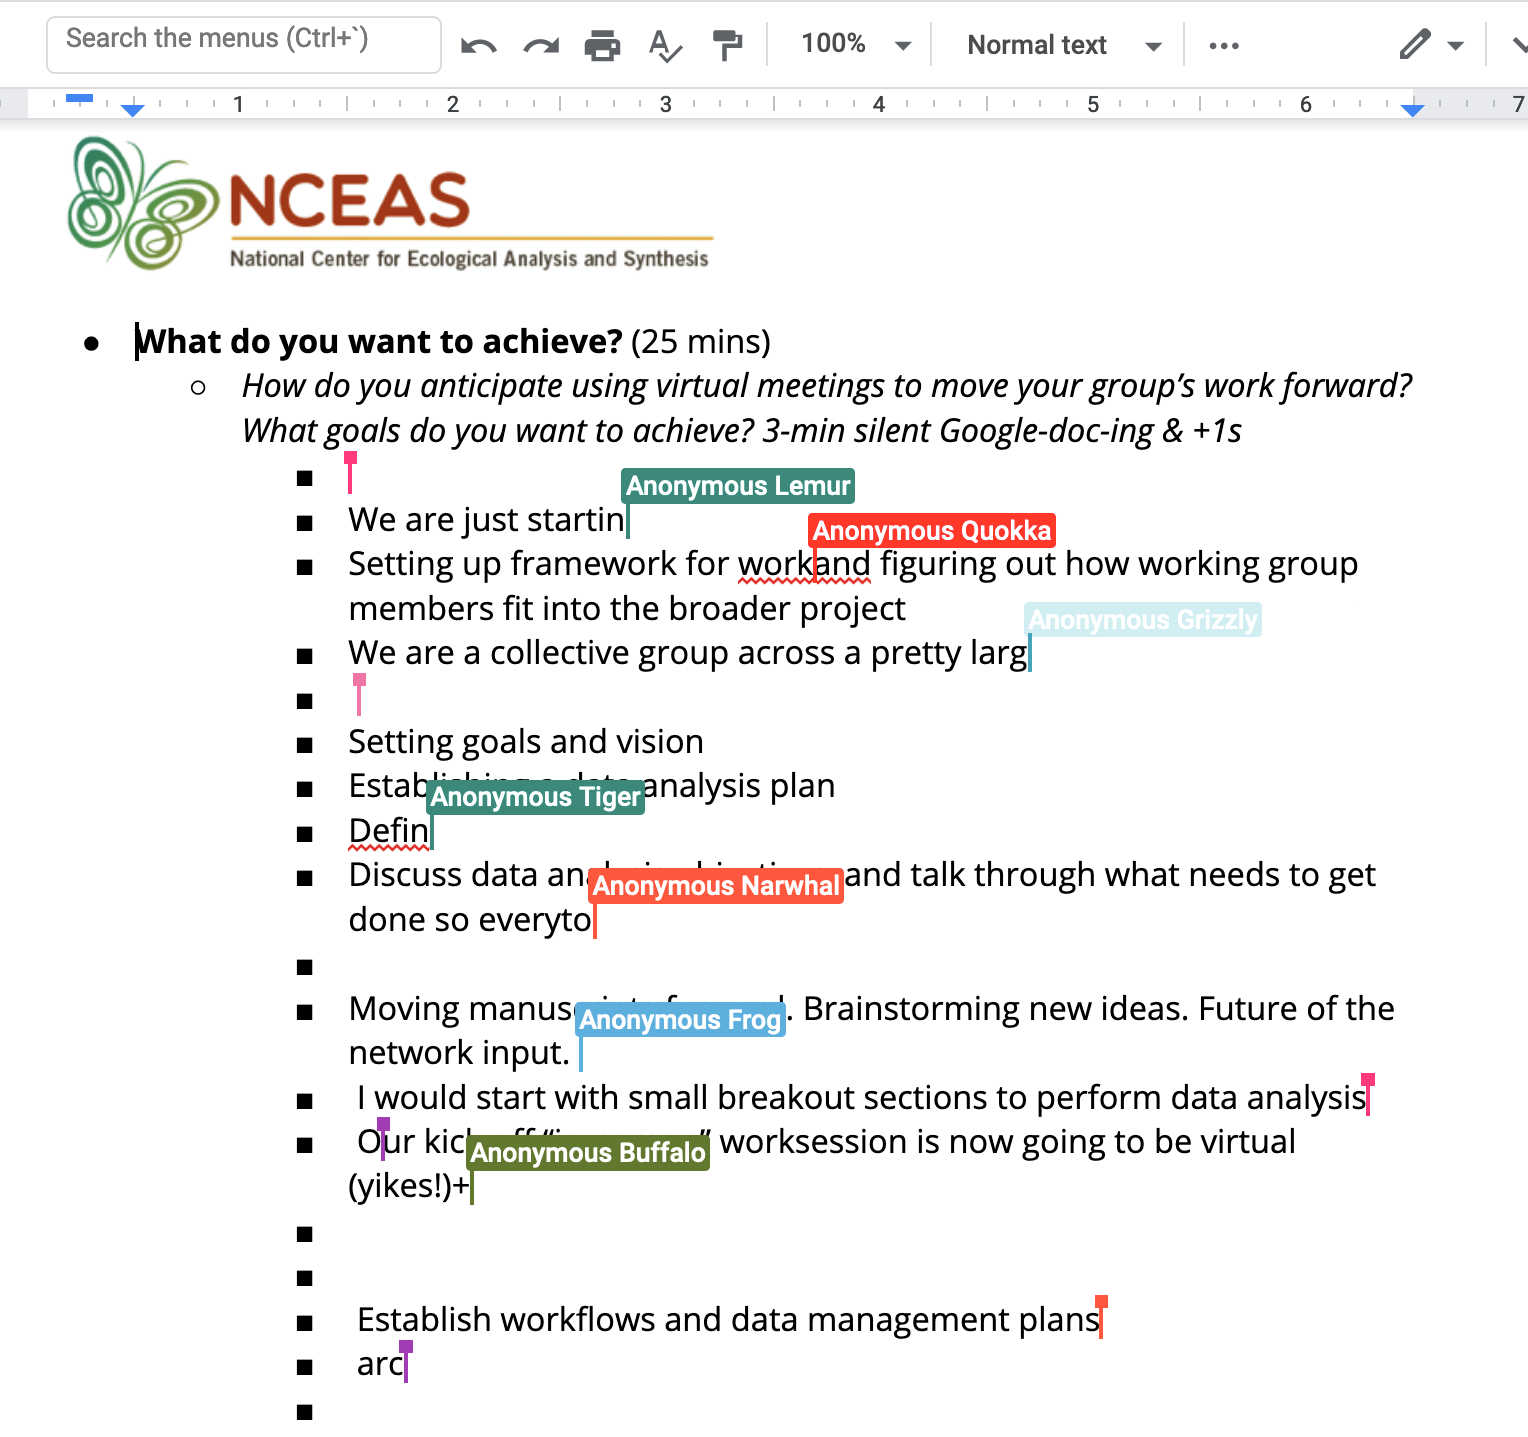 Search the menus (Ctrl+`)
100%
Normal text
1 2 3 4 5 6 7
NCEAS
National Center for Ecological Analysis and Synthesis
What do you want to achieve? (25 mins)
How do you anticipate using virtual meetings to move your group’s work forward?
What goals do you want to achieve? 3-min silent Google-doc-ing & +1s
Anonymous Lemur
We are just startin
Anonymous Quokka
Setting up framework for workand figuring out how working group
members fit into the broader project
Anonymous Grizzly
We are a collective group across a pretty larg
Setting goals and vision
Establishing a data analysis plan
Anonymous Tiger
Defin
Discuss data analysis objectives and talk through what needs to get
Anonymous Narwhal
done so everyto
Moving manuscripts forward. Brainstorming new ideas. Future of the
Anonymous Frog
network input.
I would start with small breakout sections to perform data analysis
Our kick off worksession is now going to be virtual
Anonymous Buffalo
(yikes!)+
Establish workflows and data management plans
arc